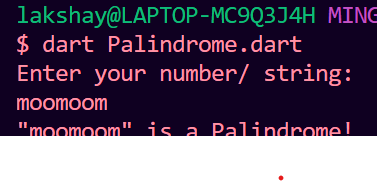 lakshay@LAPTOP-MC9Q3J4H MING
$ dart Palindrome.dart
Enter your number/ string:
moomoom
"moomoom" is a Palindrome!